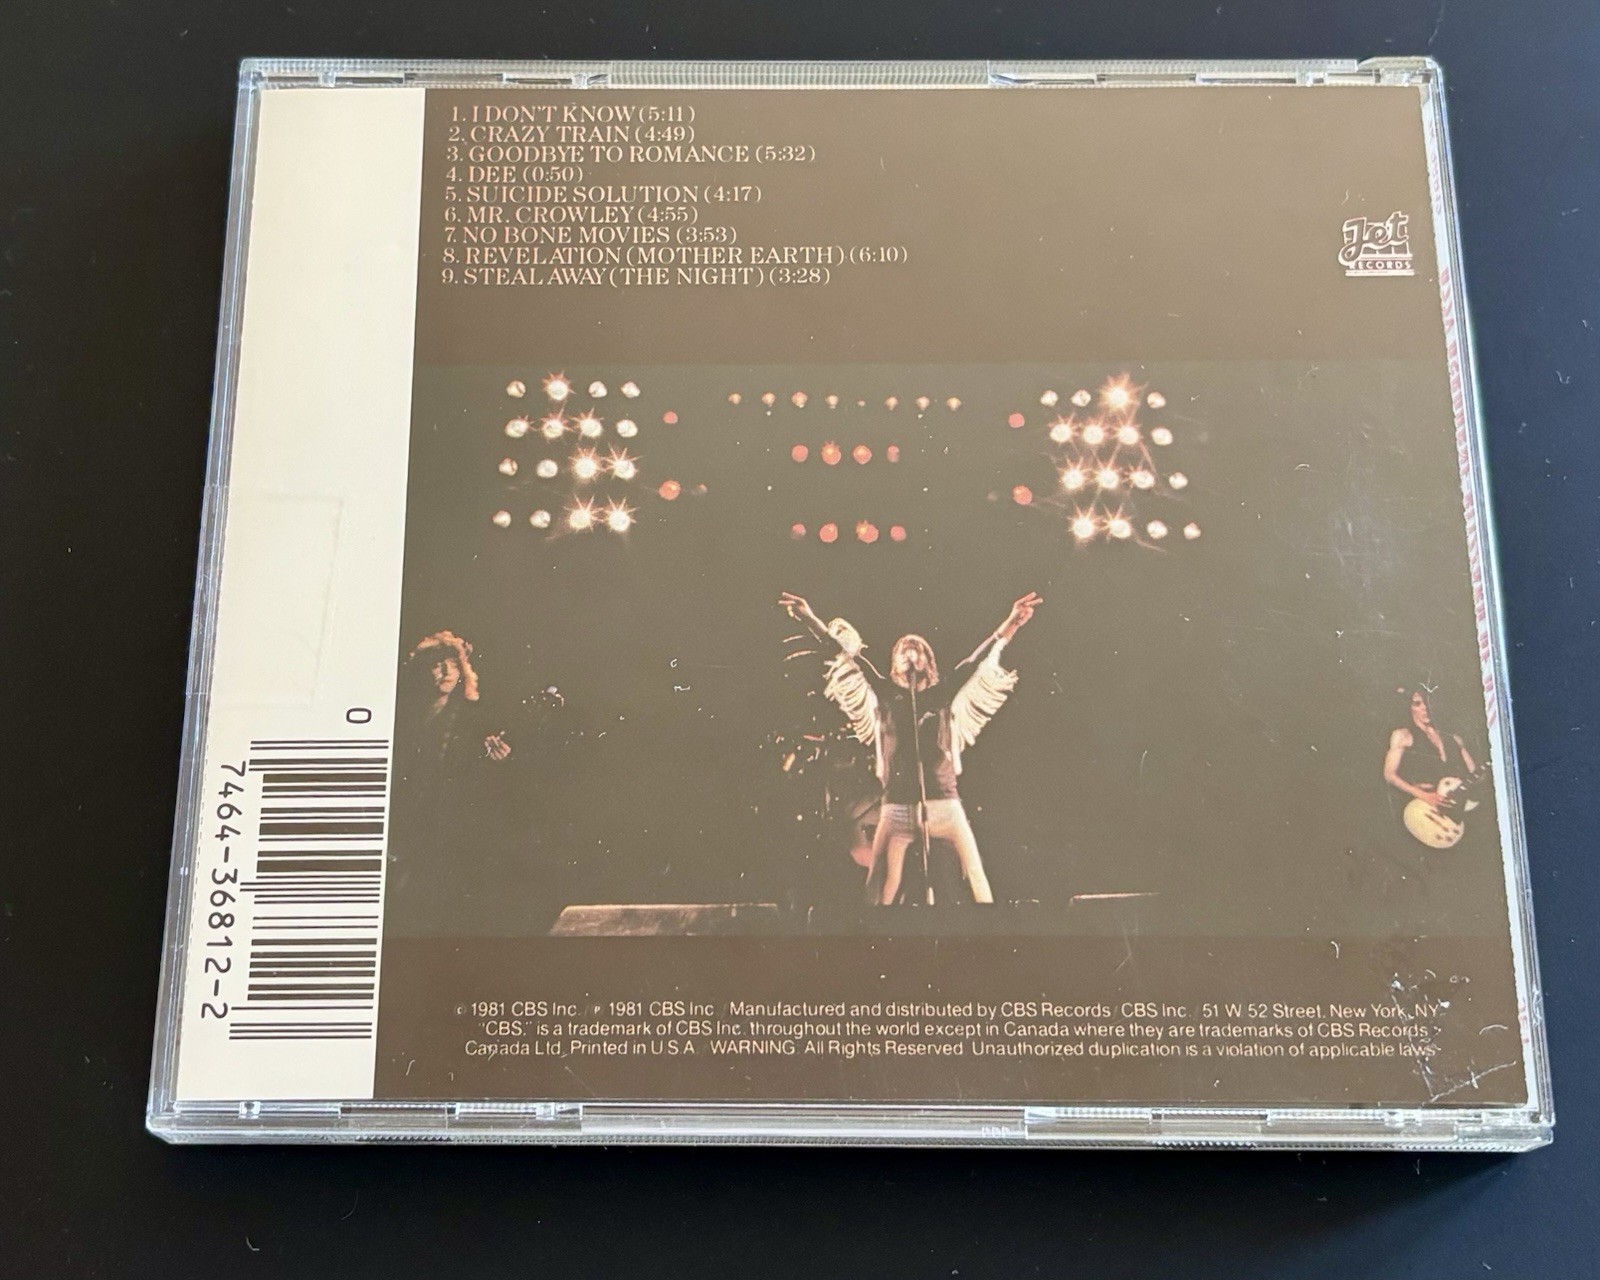 1. I DON'T KNOW (5:11)
2. CRAZY TRAIN (4:49)
3. GOODBYE TO ROMANCE (5:32)
4. DEE (0:50)
5. SUICIDE SOLUTION (4:17)
6. MR. CROWLEY (4:55)
7. NO BONE MOVIES (3:53)
8. REVELATION (MOTHER EARTH) (6:10)
9. STEAL AWAY (THE NIGHT) (3:28)
Jet
RECORDS
0
7464-36812-2
© 1981 CBS Inc. / ℗ 1981 CBS Inc. / Manufactured and distributed by CBS Records / CBS Inc. / 51 W. 52 Street, New York, NY
"CBS," is a trademark of CBS Inc. throughout the world except in Canada where they are trademarks of CBS Records
Canada Ltd. Printed in U.S.A. WARNING: All Rights Reserved. Unauthorized duplication is a violation of applicable laws.